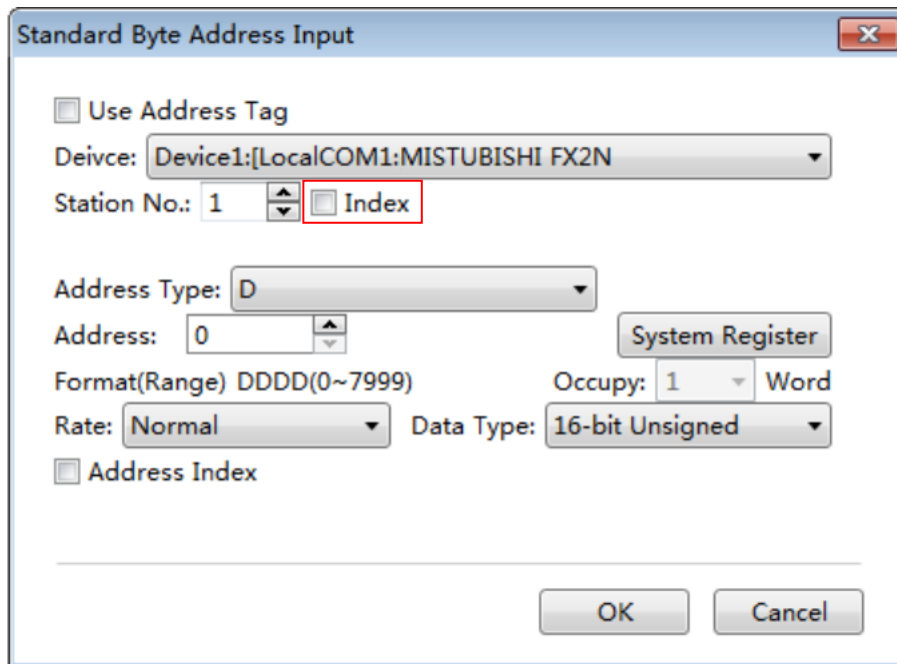 Standard Byte Address Input
Use Address Tag
Deivce: Device1:[LocalCOM1:MISTUBISHI FX2N
Station No.: 1 Index
Address Type: D
Address: 0 System Register
Format(Range) DDDD(0~7999) Occupy: 1 Word
Rate: Normal Data Type: 16-bit Unsigned
Address Index
OK Cancel